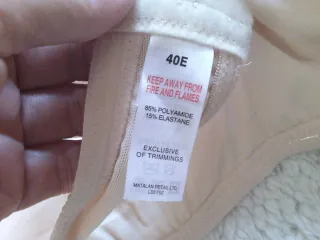 40E
KEEP AWAY FROM
FIRE AND FLAMES
85% POLYAMIDE
15% ELASTANE
EXCLUSIVE
OF TRIMMINGS
MATALAN RETAIL LTD.